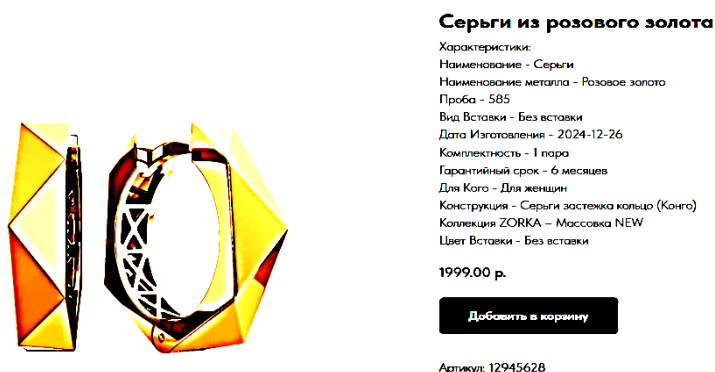 Серьги из розового золота
Характеристики:
Наименование - Серьги
Наименование металла - Розовое золото
Проба - 585
Вид Вставки - Без вставки
Дата Изготовления - 2024-12-26
Комплектность - 1 пара
Гарантийный срок - 6 месяцев
Для Кого - Для женщин
Конструкция - Серьги застежка кольцо (Конго)
Коллекция ZORKA – Массовка NEW
Цвет Вставки - Без вставки
1999.00 р.
Добавить в корзину
Артикул: 12945628